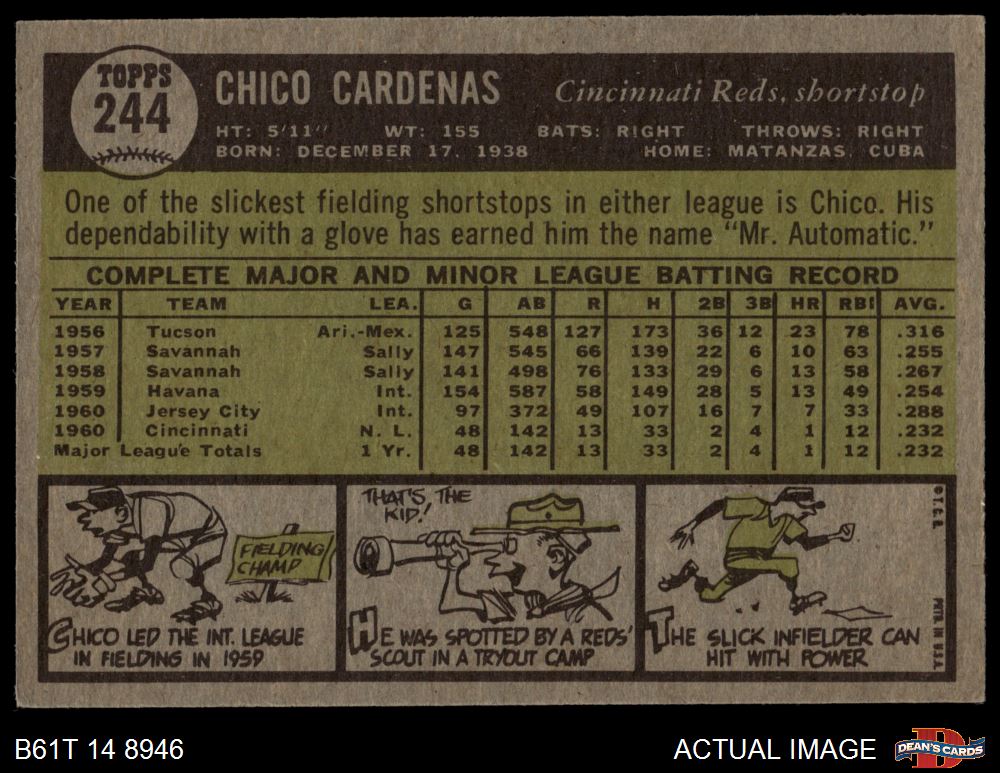 TOPPS
244
CHICO CARDENAS Cincinnati Reds, shortstop
HT: 5'11" WT: 155 BATS: RIGHT THROWS: RIGHT
BORN: DECEMBER 17, 1938 HOME: MATANZAS, CUBA
One of the slickest fielding shortstops in either league is Chico. His
dependability with a glove has earned him the name "Mr. Automatic."
COMPLETE MAJOR AND MINOR LEAGUE BATTING RECORD
YEAR TEAM LEA. G AB R H 2B 3B HR RBI AVG.
1956 Tucson Ari.-Mex. 125 548 127 173 36 12 23 78 .316
1957 Savannah Sally 147 545 66 139 22 6 10 63 .255
1958 Savannah Sally 141 498 76 133 29 6 13 58 .267
1959 Havana Int. 154 587 58 149 28 5 13 49 .254
1960 Jersey City Int. 97 372 49 107 16 7 7 33 .288
1960 Cincinnati N. L. 48 142 13 33 2 4 1 12 .232
Major League Totals 1 Yr. 48 142 13 33 2 4 1 12 .232
FIELDING
CHAMP
CHICO LED THE INT. LEAGUE
IN FIELDING IN 1959
THAT'S THE
KID!
HE WAS SPOTTED BY A REDS'
SCOUT IN A TRYOUT CAMP
THE SLICK INFIELDER CAN
HIT WITH POWER
© T. C. G.
PRTD. IN U.S.A.
B61T 14 8946
ACTUAL IMAGE
DEAN'S CARDS